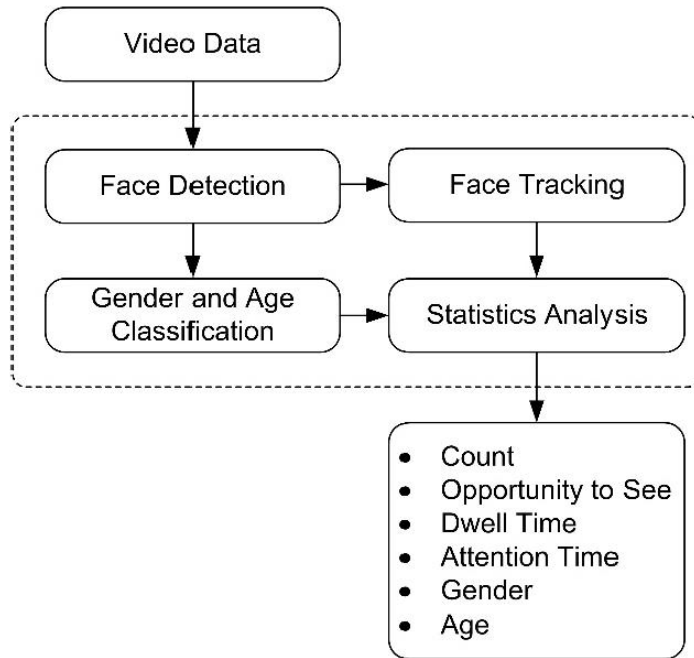 Video Data
Face Detection
Face Tracking
Gender and Age
Classification
Statistics Analysis
• Count
• Opportunity to See
• Dwell Time
• Attention Time
• Gender
• Age